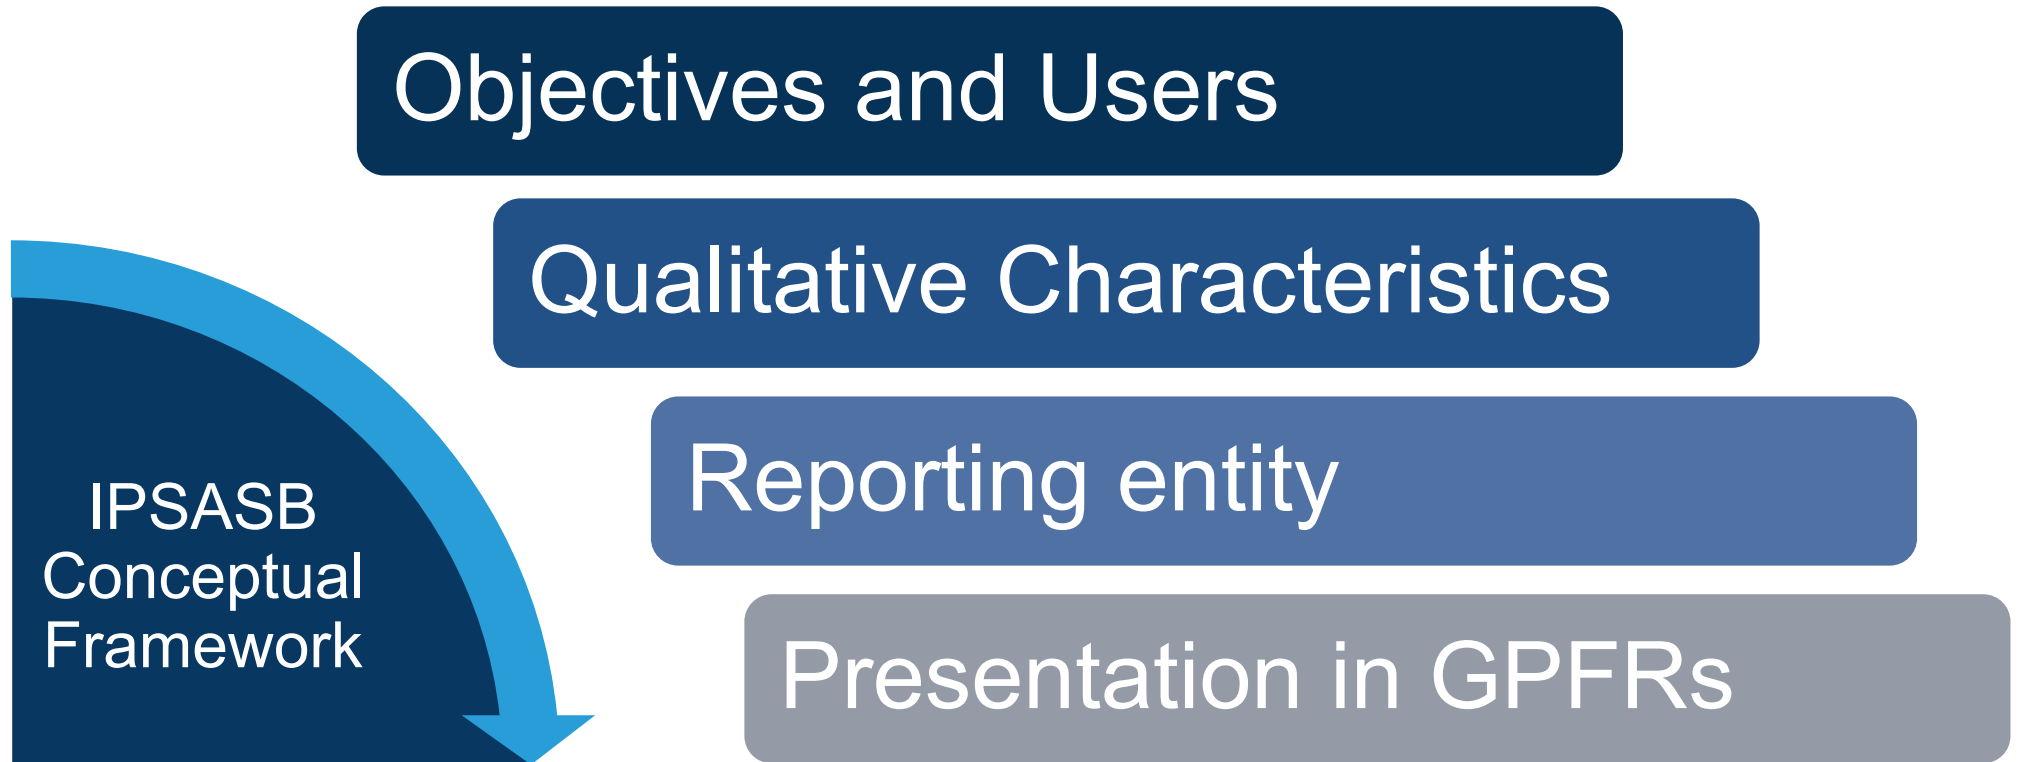 Objectives and Users
Qualitative Characteristics
Reporting entity
Presentation in GPFRs
IPSASB
Conceptual
Framework